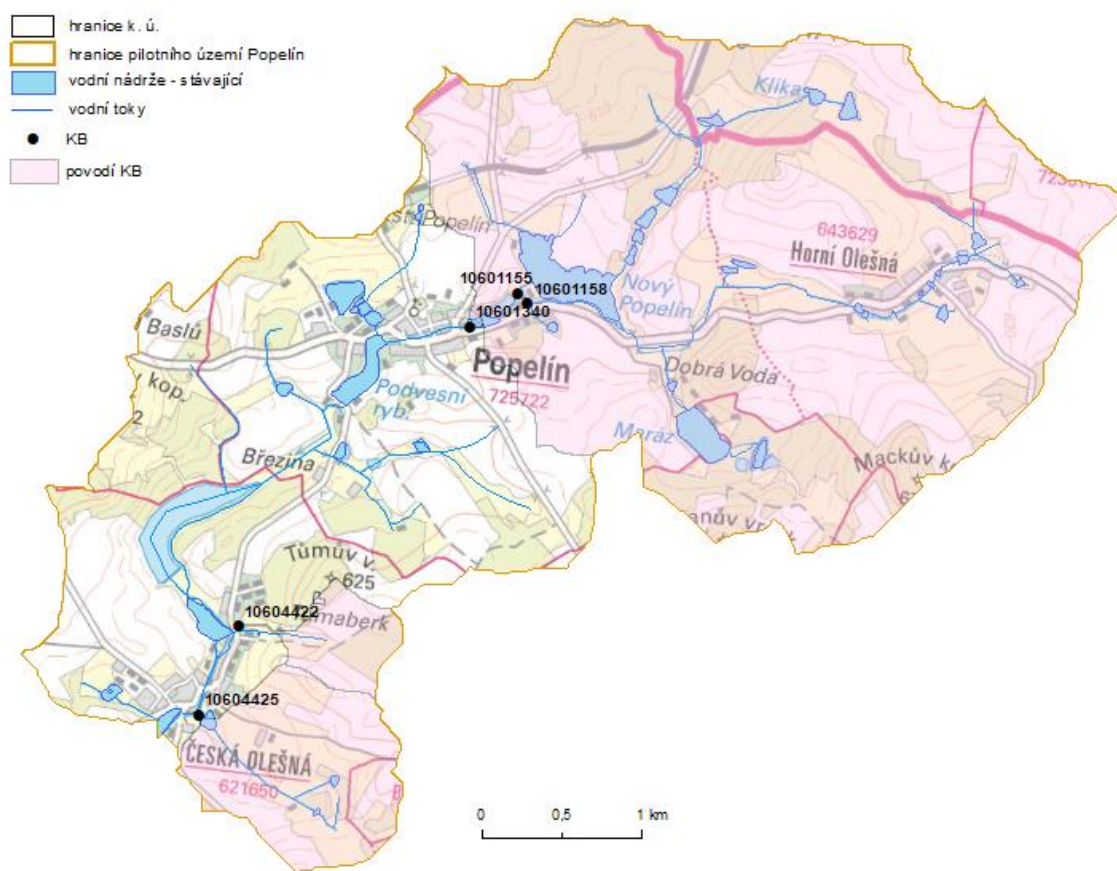 hranice k. ú.
hranice pilotního území Popelín
vodní nádrže - stávající
vodní toky
KB
povodí KB
Klika
643629
Horní Olešná
Popelín
10601155
10601158
Nový
Popelín
10601340
Baslů
Popelín
725722
Dobrá Voda
kop.
2
Podvesní
ryb.
Maráz
Březina
Mackův
Tůmův v.
625
10604422
10604425
ČESKÁ OLEŠNÁ
621650
0
0,5
1 km